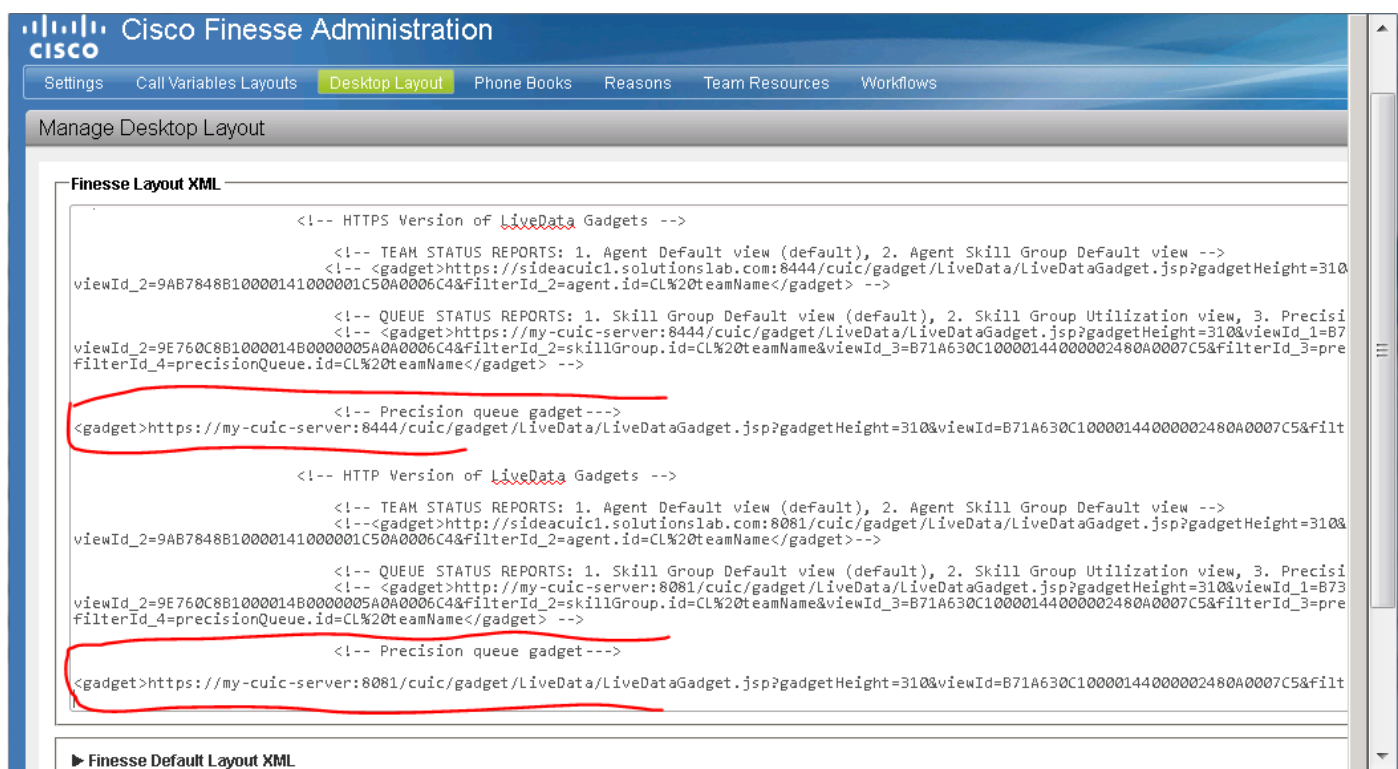 Cisco Finesse Administration
CISCO
Settings Call Variables Layouts Desktop Layout Phone Books Reasons Team Resources Workflows
Manage Desktop Layout
Finesse Layout XML
<!-- HTTPS Version of LiveData Gadgets -->
<!-- TEAM STATUS REPORTS: 1. Agent Default view (default), 2. Agent Skill Group Default view -->
<!-- <gadget>https://sideacuic1.solutionslab.com:8444/cuic/gadget/LiveData/LiveDataGadget.jsp?gadgetHeight=310&
viewId_2=9AB7848B10000141000001C50A0006C4&filterId_2=agent.id=CL%20teamName</gadget> -->
<!-- QUEUE STATUS REPORTS: 1. Skill Group Default view (default), 2. Skill Group Utilization view, 3. Precisi
<!-- <gadget>https://my-cuic-server:8444/cuic/gadget/LiveData/LiveDataGadget.jsp?gadgetHeight=310&viewId_1=B7
viewId_2=9E760C8B1000014B0000005A0A0006C4&filterId_2=skillGroup.id=CL%20teamName&viewId_3=B71A630C10000144000002480A0007C5&filterId_3=pre
filterId_4=precisionQueue.id=CL%20teamName</gadget> -->
<!-- Precision queue gadget--->
<gadget>https://my-cuic-server:8444/cuic/gadget/LiveData/LiveDataGadget.jsp?gadgetHeight=310&viewId=B71A630C10000144000002480A0007C5&filt
<!-- HTTP Version of LiveData Gadgets -->
<!-- TEAM STATUS REPORTS: 1. Agent Default view (default), 2. Agent Skill Group Default view -->
<!--<gadget>http://sideacuic1.solutionslab.com:8081/cuic/gadget/LiveData/LiveDataGadget.jsp?gadgetHeight=310&
viewId_2=9AB7848B10000141000001C50A0006C4&filterId_2=agent.id=CL%20teamName</gadget>-->
<!-- QUEUE STATUS REPORTS: 1. Skill Group Default view (default), 2. Skill Group Utilization view, 3. Precisi
<!-- <gadget>http://my-cuic-server:8081/cuic/gadget/LiveData/LiveDataGadget.jsp?gadgetHeight=310&viewId_1=B73
viewId_2=9E760C8B1000014B0000005A0A0006C4&filterId_2=skillGroup.id=CL%20teamName&viewId_3=B71A630C10000144000002480A0007C5&filterId_3=pre
filterId_4=precisionQueue.id=CL%20teamName</gadget> -->
<!-- Precision queue gadget--->
<gadget>https://my-cuic-server:8081/cuic/gadget/LiveData/LiveDataGadget.jsp?gadgetHeight=310&viewId=B71A630C10000144000002480A0007C5&filt
Finesse Default Layout XML